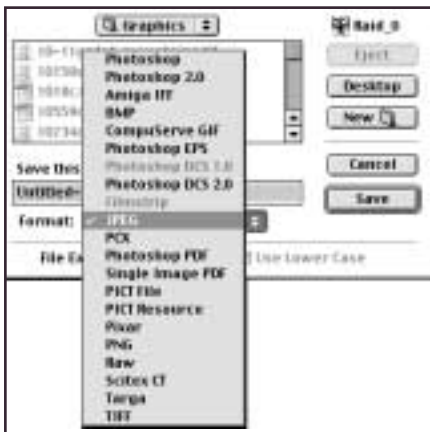 Graphics
Raid_0
Eject
Desktop
New
Cancel
Save
Save this
Untitled-
Format:
Photoshop
Photoshop 2.0
Amiga IFF
BMP
CompuServe GIF
Photoshop EPS
Photoshop DCS 1.0
Photoshop DCS 2.0
Filmstrip
JPEG
PCX
Photoshop PDF
Single Image PDF
PICT File
PICT Resource
Pixar
PNG
Raw
Scitex CT
Targa
TIFF
File Ex
Use Lower Case